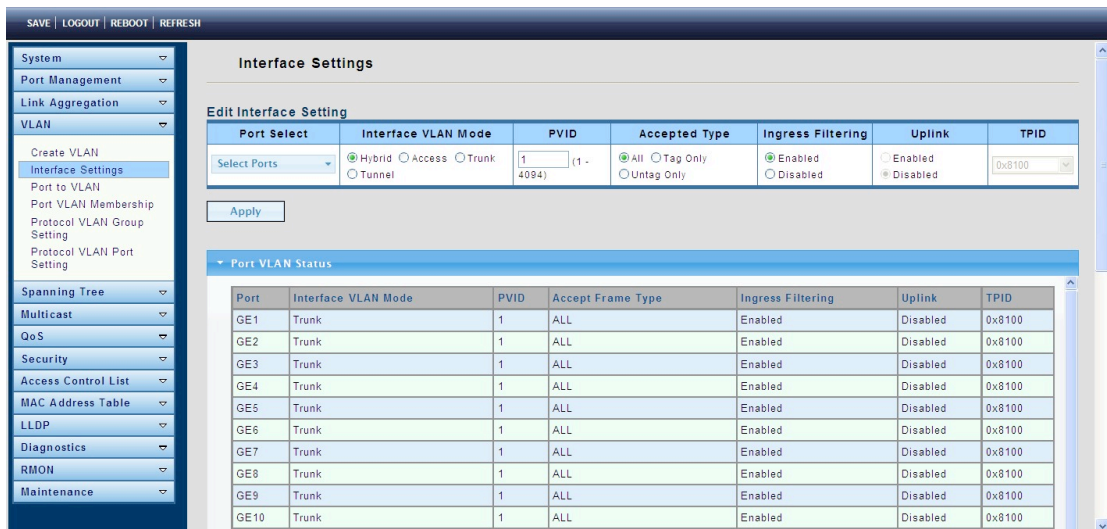 SAVE | LOGOUT | REBOOT | REFRESH
System
Port Management
Link Aggregation
VLAN
Create VLAN
Interface Settings
Port to VLAN
Port VLAN Membership
Protocol VLAN Group
Setting
Protocol VLAN Port
Setting
Spanning Tree
Multicast
QoS
Security
Access Control List
MAC Address Table
LLDP
Diagnostics
RMON
Maintenance
Interface Settings
Edit Interface Setting
Port Select Interface VLAN Mode PVID Accepted Type Ingress Filtering Uplink TPID
Select Ports Hybrid Access Trunk 1 (1 - All Tag Only Enabled Enabled 0x8100
Tunnel 4094) Untag Only Disabled Disabled
Apply
Port VLAN Status
Port Interface VLAN Mode PVID Accept Frame Type Ingress Filtering Uplink TPID
GE1 Trunk 1 ALL Enabled Disabled 0x8100
GE2 Trunk 1 ALL Enabled Disabled 0x8100
GE3 Trunk 1 ALL Enabled Disabled 0x8100
GE4 Trunk 1 ALL Enabled Disabled 0x8100
GE5 Trunk 1 ALL Enabled Disabled 0x8100
GE6 Trunk 1 ALL Enabled Disabled 0x8100
GE7 Trunk 1 ALL Enabled Disabled 0x8100
GE8 Trunk 1 ALL Enabled Disabled 0x8100
GE9 Trunk 1 ALL Enabled Disabled 0x8100
GE10 Trunk 1 ALL Enabled Disabled 0x8100